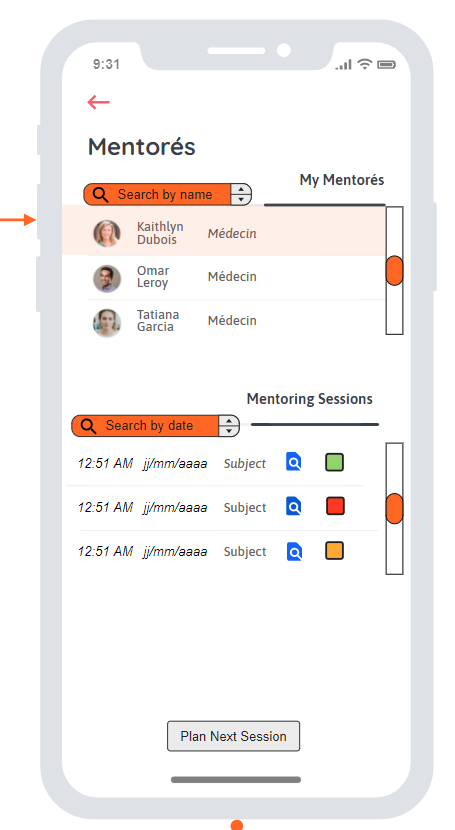 9:31
Mentorés
My Mentorés
Search by name
Kaithlyn
Dubois
Médecin
Omar
Leroy
Médecin
Tatiana
Garcia
Médecin
Mentoring Sessions
Search by date
12:51 AM jj/mm/aaaa Subject
12:51 AM jj/mm/aaaa Subject
12:51 AM jj/mm/aaaa Subject
Plan Next Session